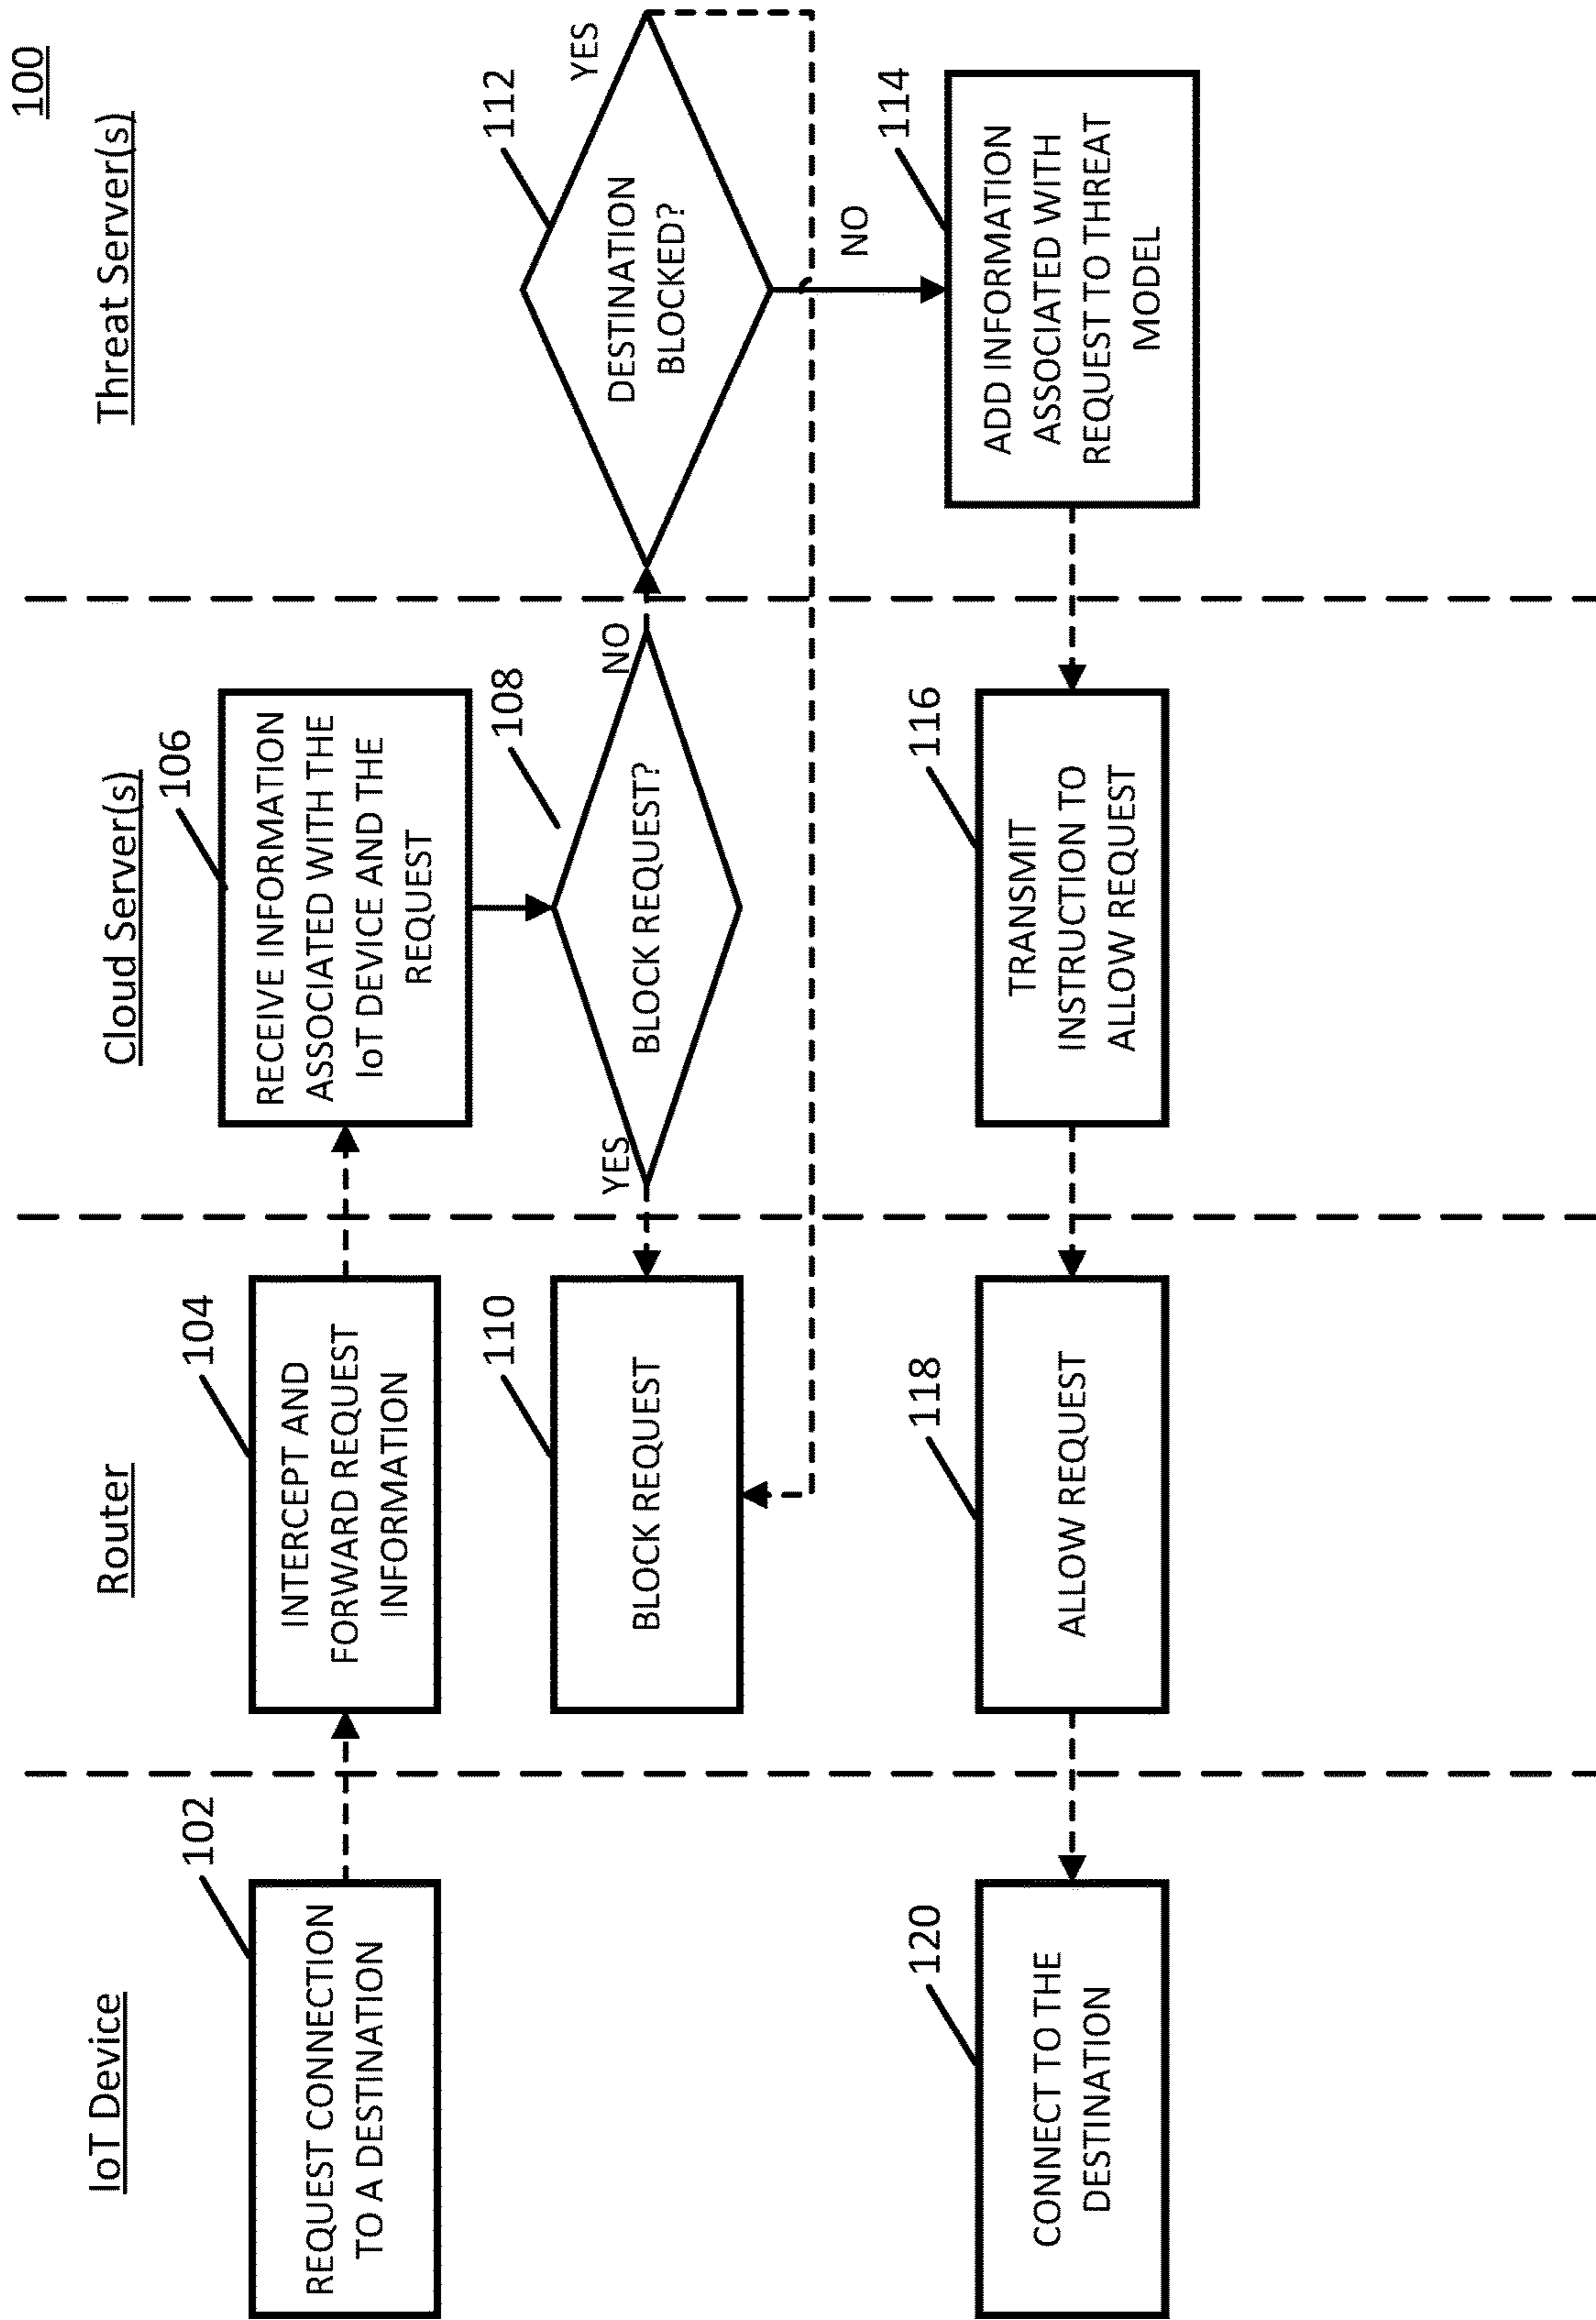 100
IoT Device
Router
Cloud Server(s)
Threat Server(s)
102
REQUEST CONNECTION
TO A DESTINATION
104
INTERCEPT AND
FORWARD REQUEST
INFORMATION
106
RECEIVE INFORMATION
ASSOCIATED WITH THE
IoT DEVICE AND THE
REQUEST
108
BLOCK REQUEST?
YES
NO
110
BLOCK REQUEST
112
DESTINATION
BLOCKED?
YES
NO
114
ADD INFORMATION
ASSOCIATED WITH
REQUEST TO THREAT
MODEL
116
TRANSMIT
INSTRUCTION TO
ALLOW REQUEST
118
ALLOW REQUEST
120
CONNECT TO THE
DESTINATION